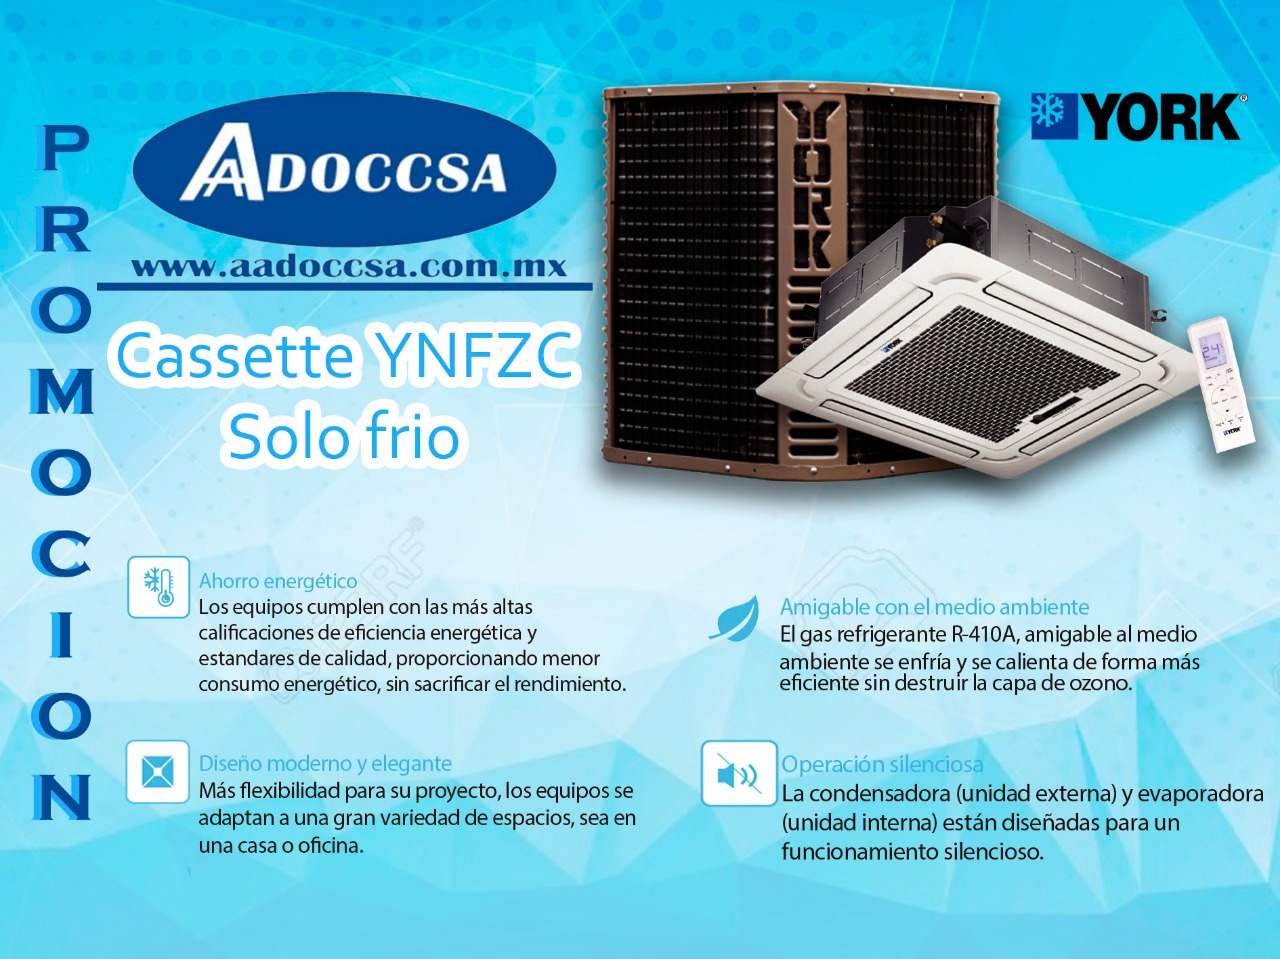 PROMOCION
AADOCCSA
www.aadoccsa.com.mx
Cassette YNFZC
Solo frio
YORK®
YORK
YORK
24
YORK
Ahorro energético
Los equipos cumplen con las más altas
calificaciones de eficiencia energética y
estandares de calidad, proporcionando menor
consumo energético, sin sacrificar el rendimiento.
Amigable con el medio ambiente
El gas refrigerante R-410A, amigable al medio
ambiente se enfría y se calienta de forma más
eficiente sin destruir la capa de ozono.
Diseño moderno y elegante
Más flexibilidad para su proyecto, los equipos se
adaptan a una gran variedad de espacios, sea en
una casa o oficina.
Operación silenciosa
La condensadora (unidad externa) y evaporadora
(unidad interna) están diseñadas para un
funcionamiento silencioso.